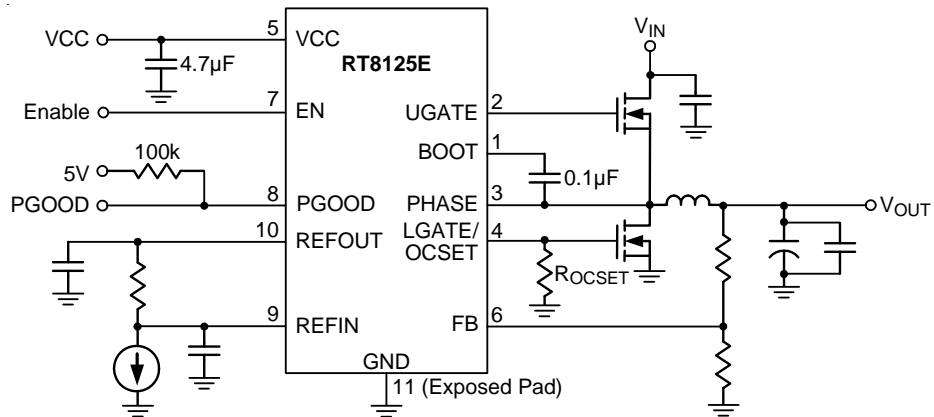 VCC
4.7µF
5
VCC
RT8125E
V_IN
Enable
7
EN
UGATE
2
BOOT
1
0.1µF
100k
5V
PGOOD
8
PGOOD
PHASE
3
V_OUT
10
REFOUT
LGATE/
OCSET
4
R_OCSET
9
REFIN
FB
6
GND
11 (Exposed Pad)